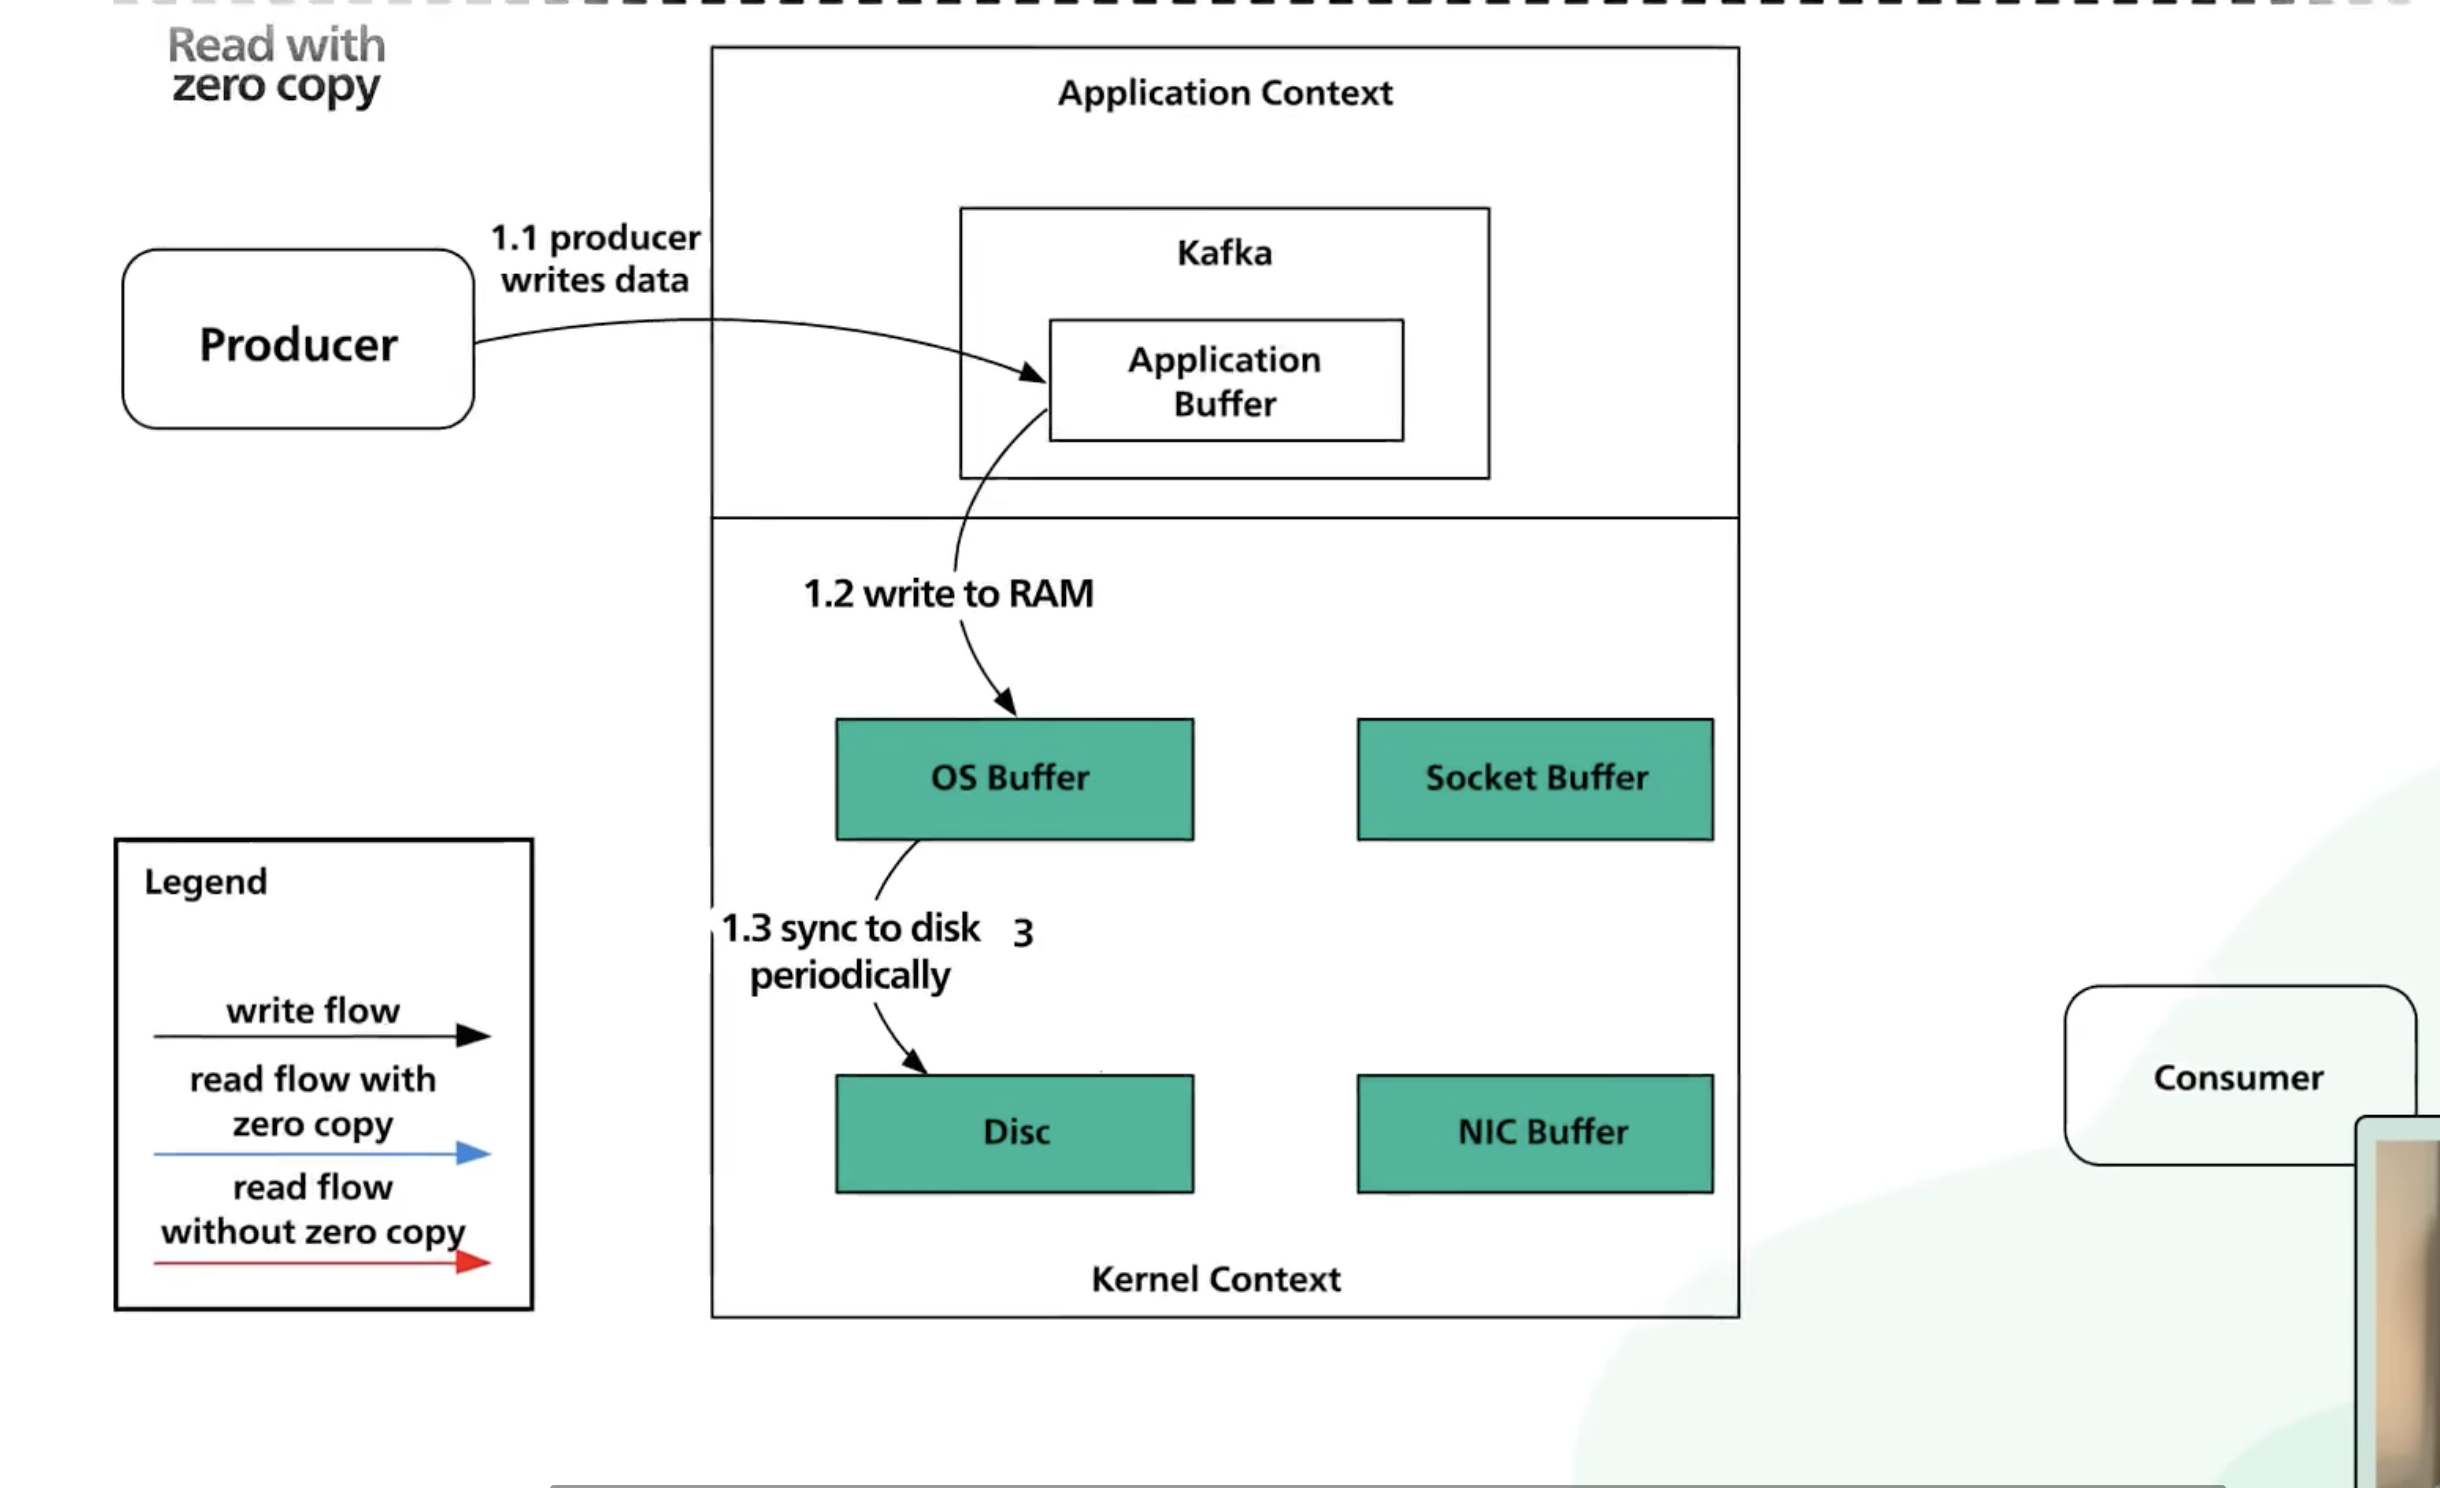 Read with
zero copy
Application Context
Kafka
Application
Buffer
1.1 producer
writes data
Producer
1.2 write to RAM
OS Buffer
Socket Buffer
1.3 sync to disk 3
periodically
Disc
NIC Buffer
Kernel Context
Consumer
Legend
write flow
read flow with
zero copy
read flow
without zero copy